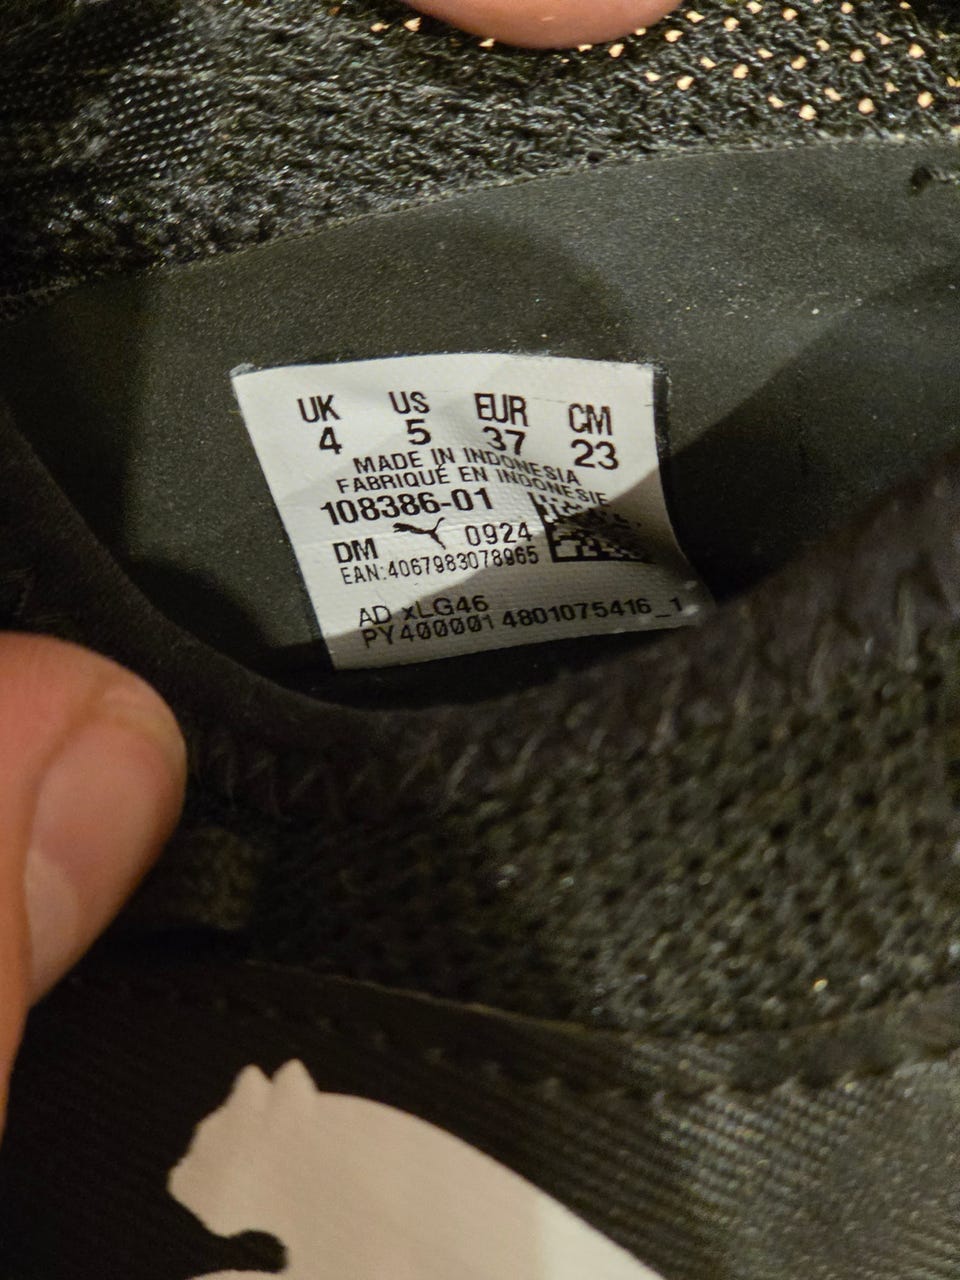 UK US EUR CM
4 5 37 23
MADE IN INDONESIA
FABRIQUÉ EN INDONESIE
108386-01
DM 0924
EAN:4067983078965
AD xLG46
PY400001 4801075416_1